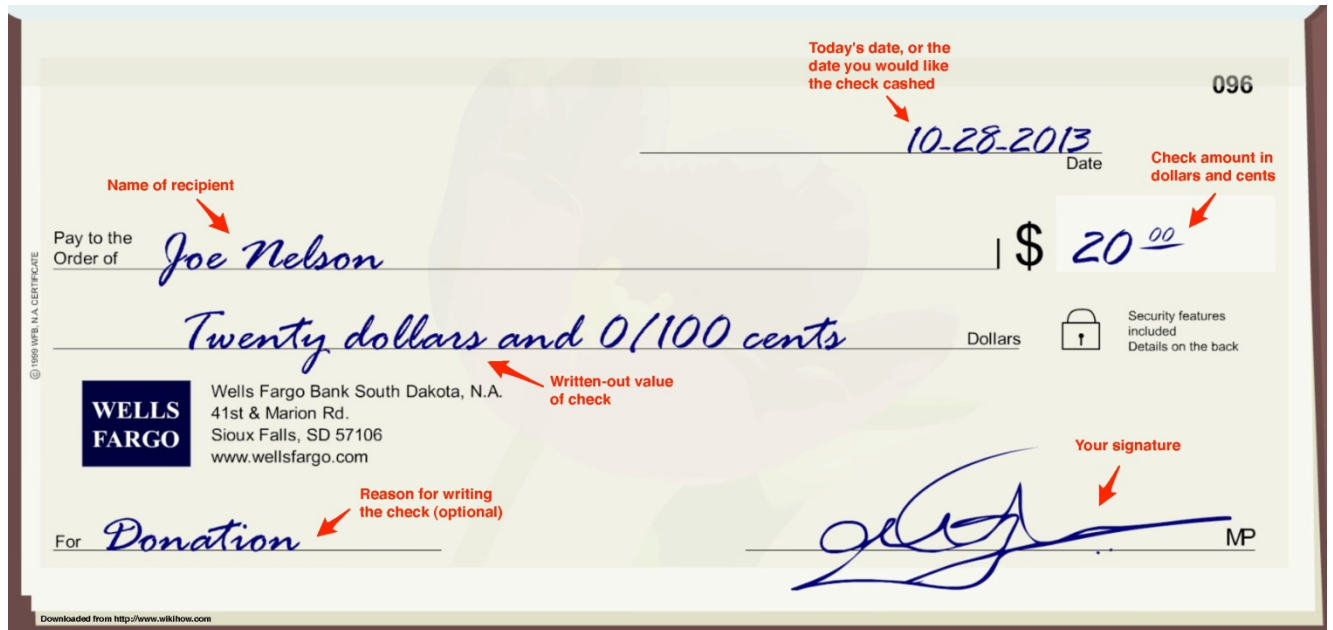 Today's date, or the
date you would like
the check cashed
096
10-28-2013
Date
Name of recipient
Check amount in
dollars and cents
Pay to the
Order of
Joe Nelson
$ 20 00
Twenty dollars and 0/100 cents
Dollars
Security features
included
Details on the back
© 1999 WFB, N.A. CERTIFICATE
Written-out value
of check
WELLS
FARGO
Wells Fargo Bank South Dakota, N.A.
41st & Marion Rd.
Sioux Falls, SD 57106
www.wellsfargo.com
Your signature
Reason for writing
the check (optional)
For Donation
MP
Downloaded from http://www.wikihow.com